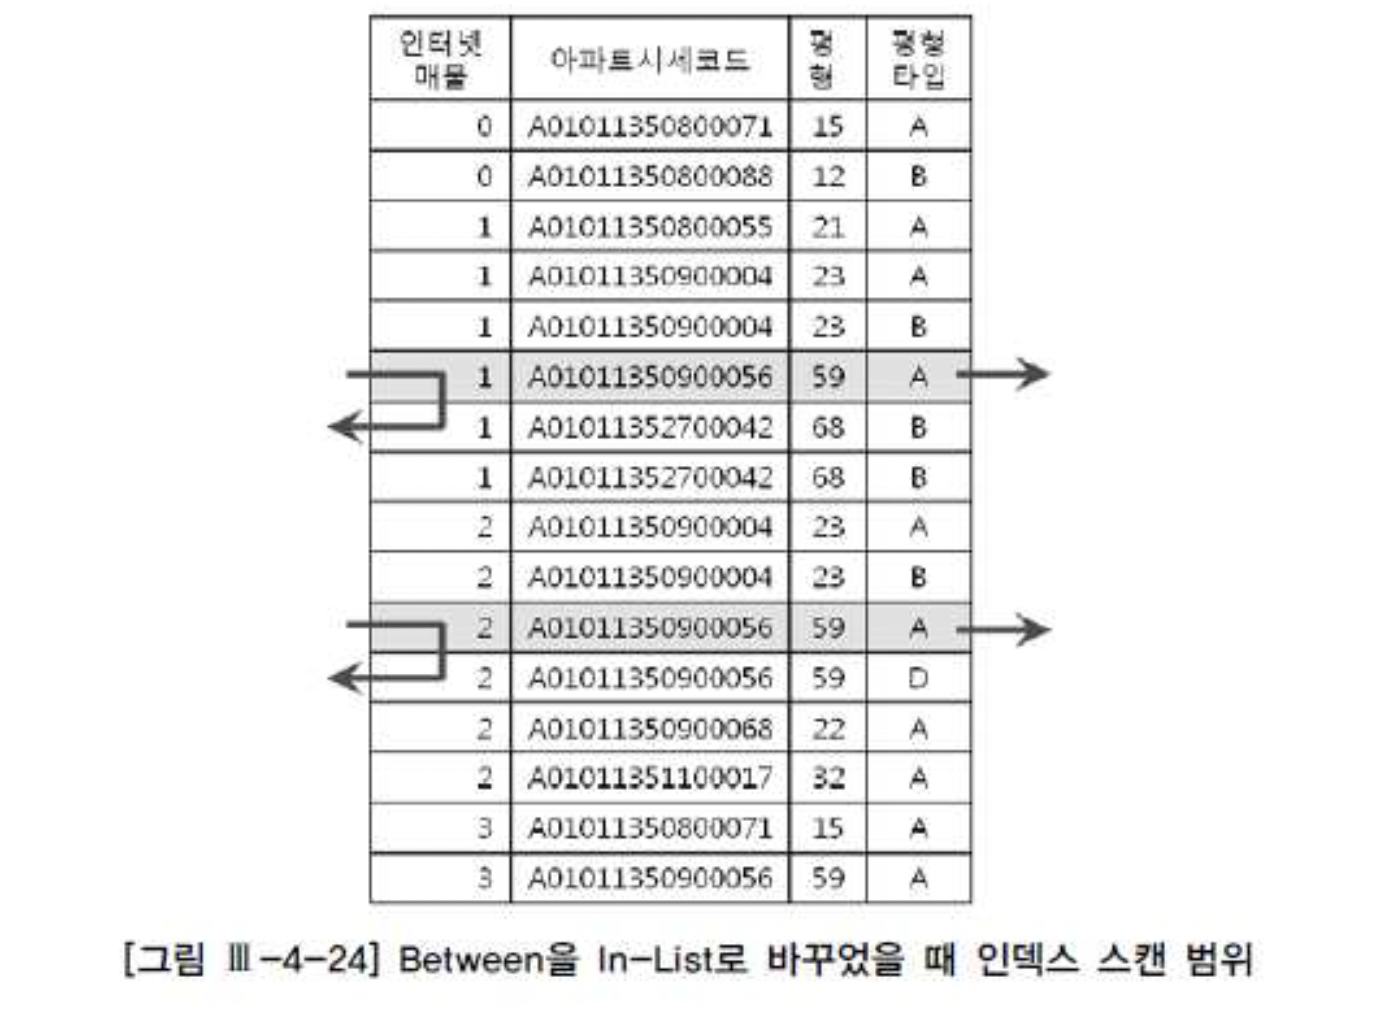 인터넷 매물 아파트시세코드 평형 평형타입
0 A01011350800071 15 A
0 A01011350800088 12 B
1 A01011350800055 21 A
1 A01011350900004 23 A
1 A01011350900004 23 B
1 A01011350900056 59 A
1 A01011352700042 68 B
1 A01011352700042 68 B
2 A01011350900004 23 A
2 A01011350900004 23 B
2 A01011350900056 59 A
2 A01011350900056 59 D
2 A01011350900068 22 A
2 A01011351100017 32 A
3 A01011350800071 15 A
3 A01011350900056 59 A
[그림 Ⅲ-4-24] Between을 In-List로 바꾸었을 때 인덱스 스캔 범위